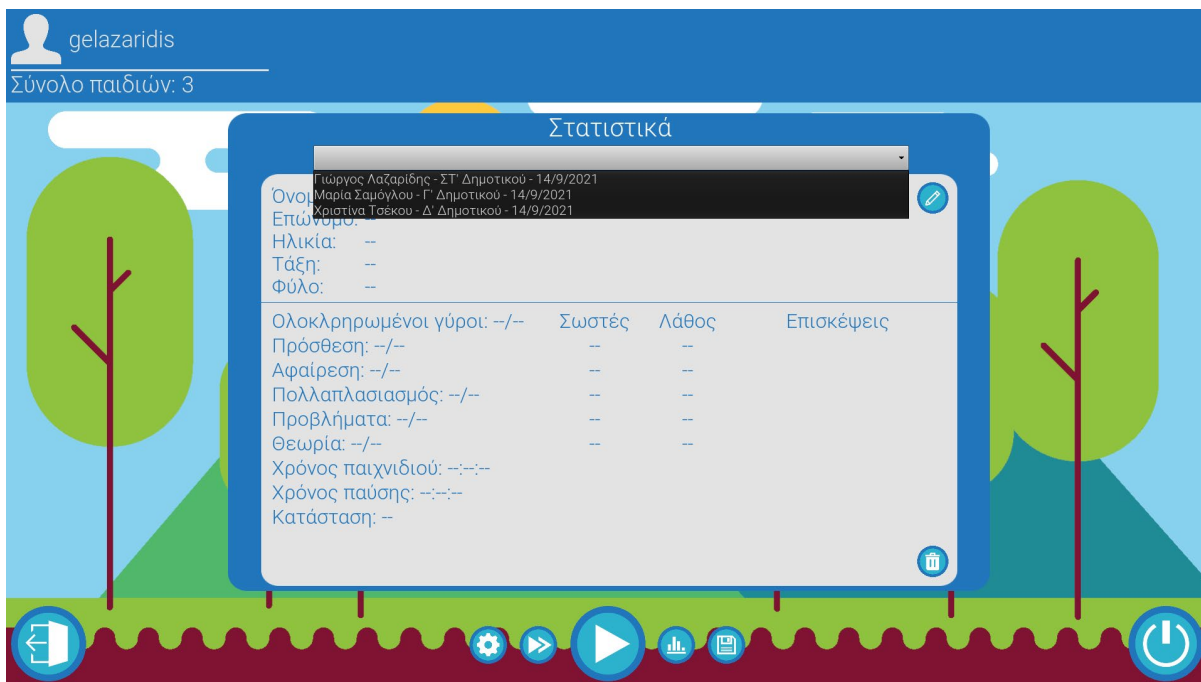 gelazaridis
Σύνολο παιδιών: 3
Στατιστικά
Γιώργος Λαζαρίδης - ΣΤ' Δημοτικού - 14/9/2021
Μαρία Σαμόγλου - Γ' Δημοτικού - 14/9/2021
Χριστίνα Τσέκου - Δ' Δημοτικού - 14/9/2021
Επώνυμο: --
Ηλικία: --
Τάξη: --
Φύλο: --
Ολοκλρηρωμένοι γύροι: --/-- Σωστές Λάθος Επισκέψεις
Πρόσθεση: --/-- -- --
Αφαίρεση: --/-- -- --
Πολλαπλασιασμός: --/-- -- --
Προβλήματα: --/-- -- --
Θεωρία: --/-- -- --
Χρόνος παιχνιδιού: --:--:--
Χρόνος παύσης: --:--:--
Κατάσταση: --